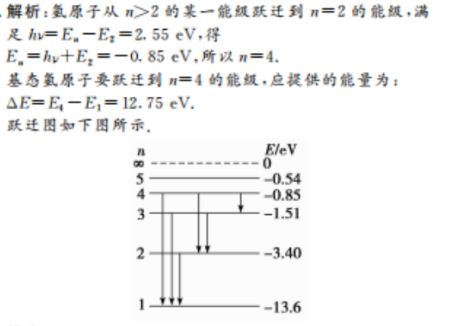 解析:氢原子从 n>2 的某一能级跃迁到 n=2 的能级,满
足 hν=Eₙ-E₂=2.55 eV,得
Eₙ=hν+E₂=-0.85 eV,所以 n=4.
基态氢原子要跃迁到 n=4 的能级,应提供的能量为:
ΔE=E₄-E₁=12.75 eV.
跃迁图如下图所示.
n E/eV
∞ 0
5 -0.54
4 -0.85
3 -1.51
2 -3.40
1 -13.6